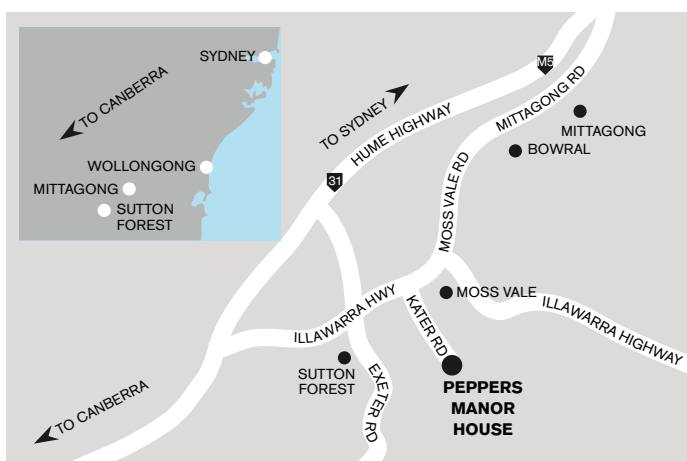 SYDNEY
TO CANBERRA
WOLLONGONG
MITTAGONG
SUTTON
FOREST
M5
TO SYDNEY
HUME HIGHWAY
MITTAGONG RD
MITTAGONG
BOWRAL
31
MOSS VALE RD
MOSS VALE
ILLAWARRA HWY
KATER RD
ILLAWARRA HIGHWAY
SUTTON
FOREST
EXETER RD
PEPPERS
MANOR
HOUSE
TO CANBERRA